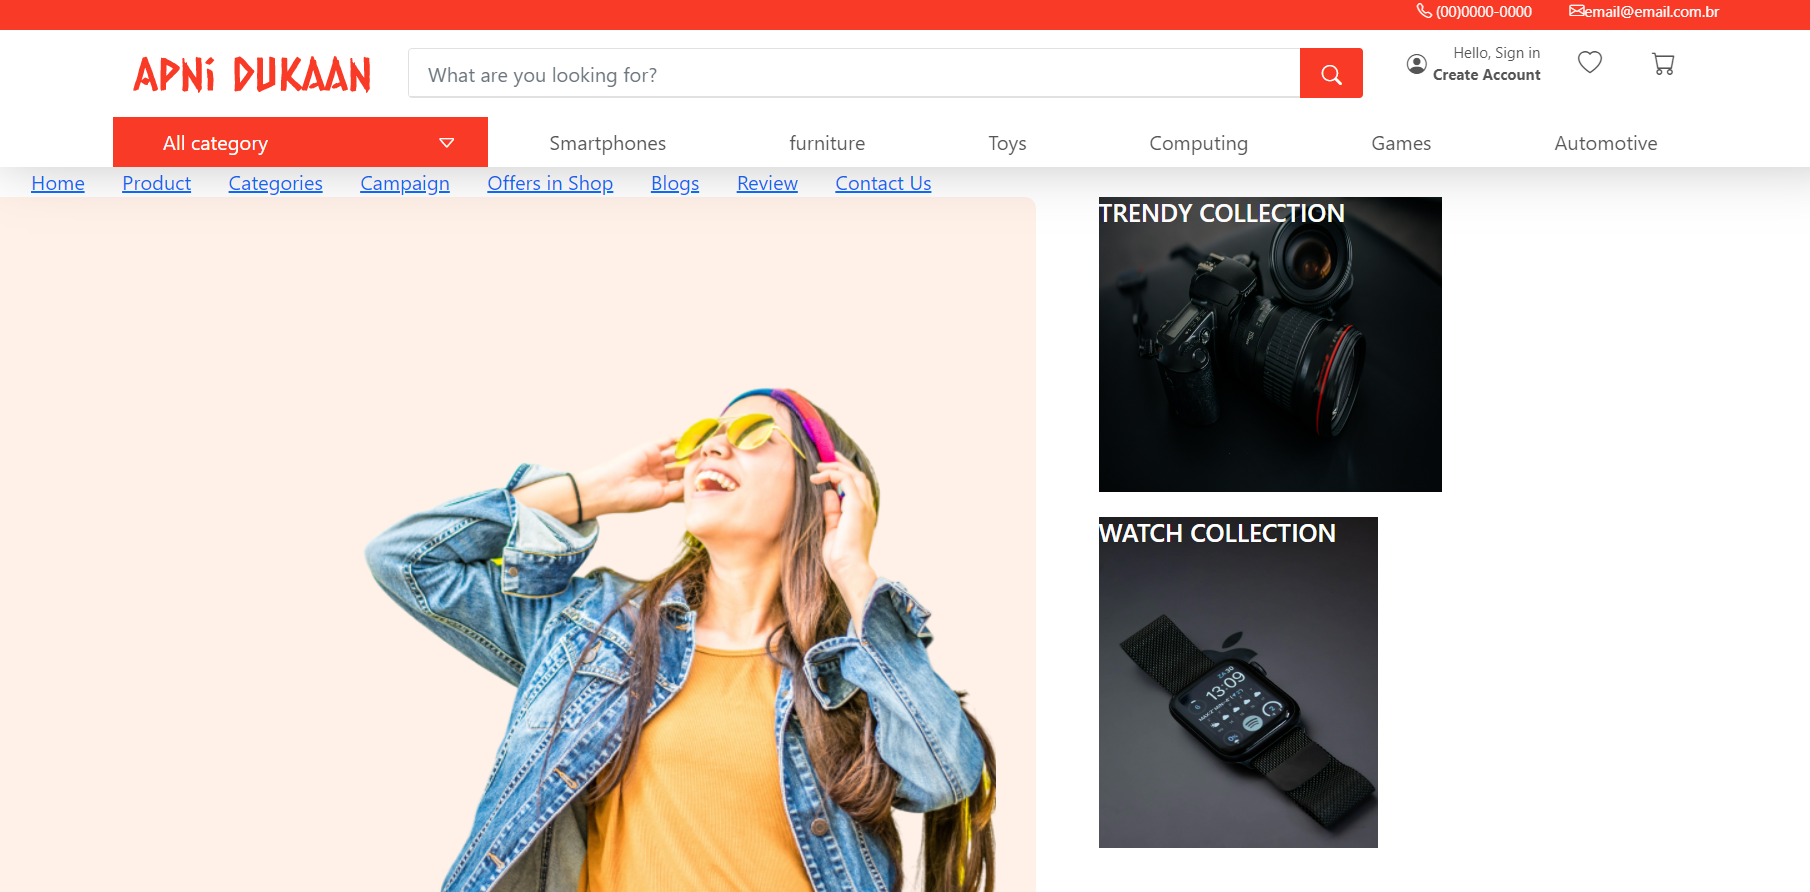 (00)0000-0000 email@email.com.br
APNi DUKAAN
What are you looking for?
Hello, Sign in
Create Account
All category
Smartphones furniture Toys Computing Games Automotive
Home Product Categories Campaign Offers in Shop Blogs Review Contact Us
TRENDY COLLECTION
WATCH COLLECTION
13:09